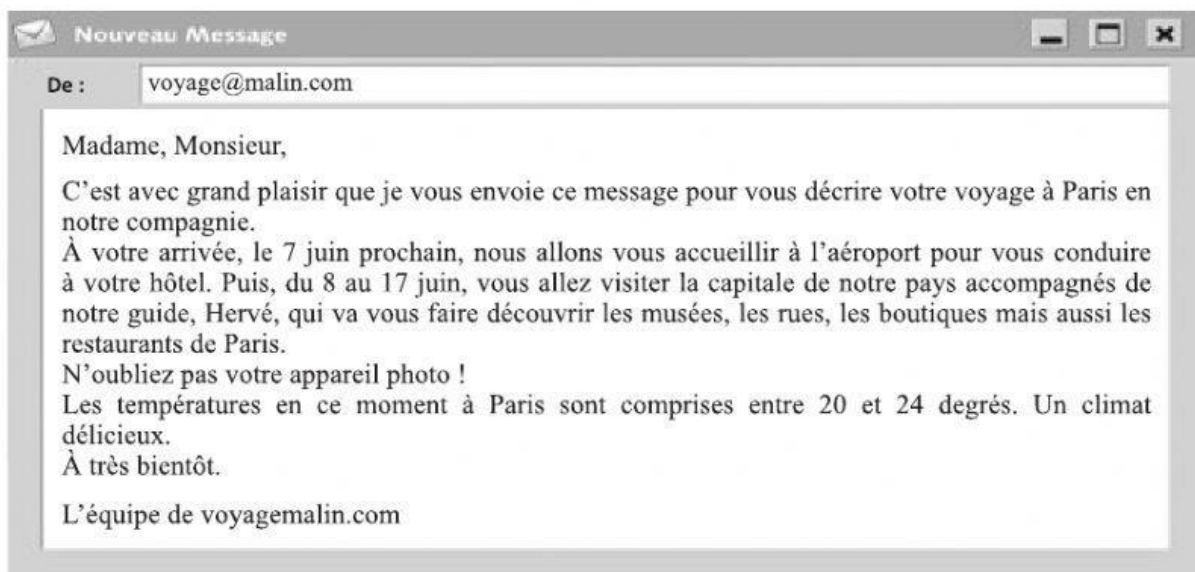 Nouveau Message
De : voyage@malin.com
Madame, Monsieur,
C'est avec grand plaisir que je vous envoie ce message pour vous décrire votre voyage à Paris en
notre compagnie.
À votre arrivée, le 7 juin prochain, nous allons vous accueillir à l'aéroport pour vous conduire
à votre hôtel. Puis, du 8 au 17 juin, vous allez visiter la capitale de notre pays accompagnés de
notre guide, Hervé, qui va vous faire découvrir les musées, les rues, les boutiques mais aussi les
restaurants de Paris.
N'oubliez pas votre appareil photo !
Les températures en ce moment à Paris sont comprises entre 20 et 24 degrés. Un climat
délicieux.
À très bientôt.
L'équipe de voyagemalin.com